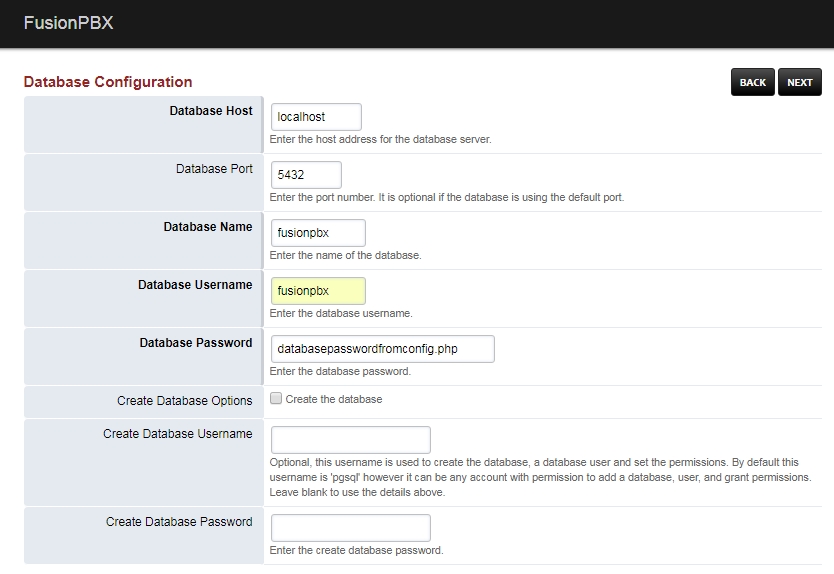 FusionPBX
Database Configuration
BACK NEXT
Database Host
localhost
Enter the host address for the database server.
Database Port
5432
Enter the port number. It is optional if the database is using the default port.
Database Name
fusionpbx
Enter the name of the database.
Database Username
fusionpbx
Enter the database username.
Database Password
databasepasswordfromconfig.php
Enter the database password.
Create Database Options
Create the database
Create Database Username
Optional, this username is used to create the database, a database user and set the permissions. By default this
username is 'pgsql' however it can be any account with permission to add a database, user, and grant permissions.
Leave blank to use the details above.
Create Database Password
Enter the create database password.